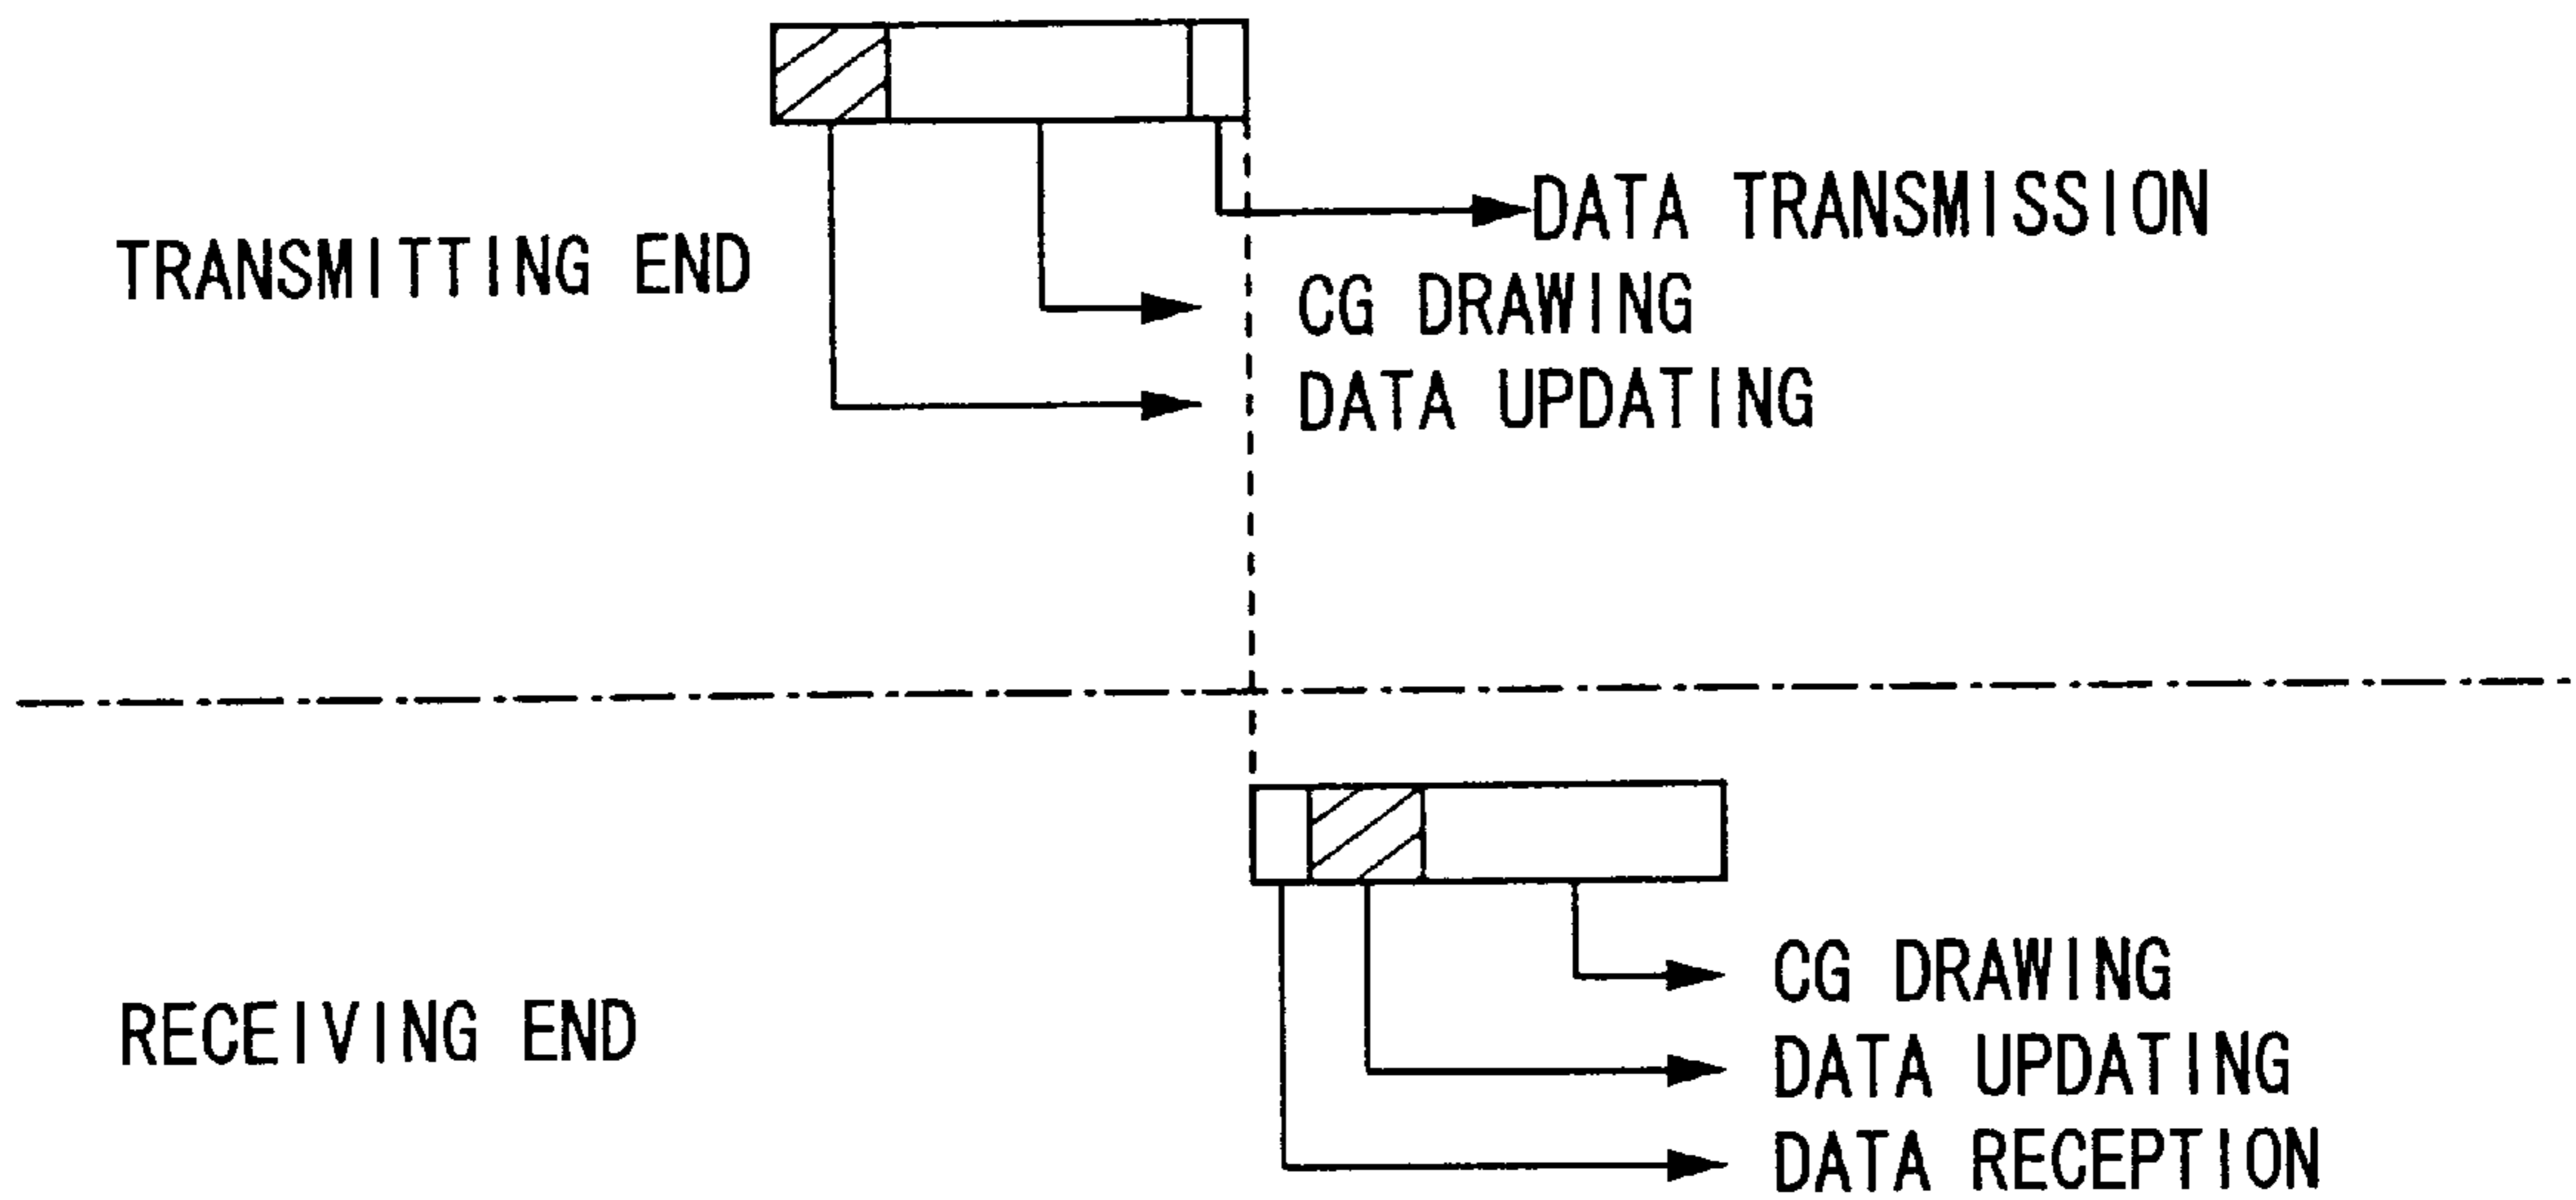 DATA TRANSMISSION
TRANSMITTING END
CG DRAWING
DATA UPDATING
CG DRAWING
RECEIVING END
DATA UPDATING
DATA RECEPTION